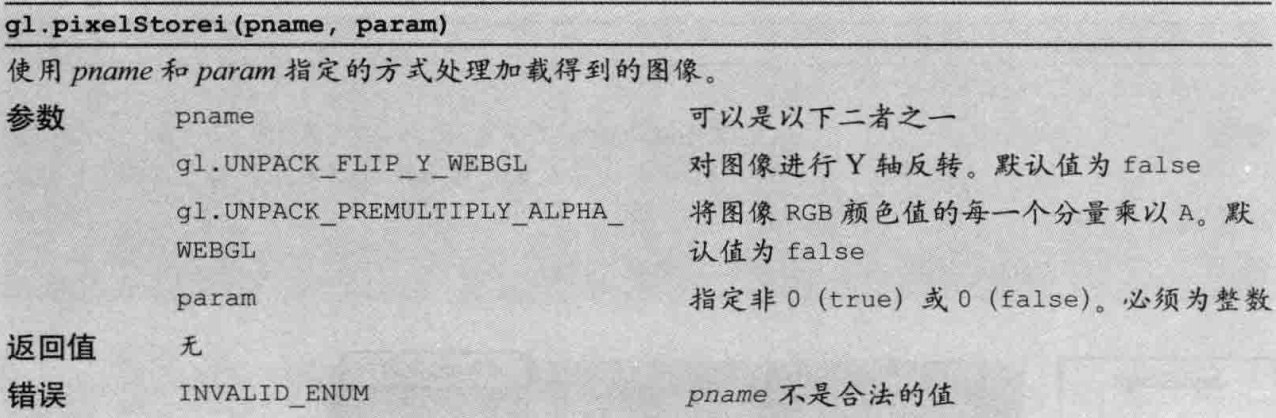 gl.pixelStorei(pname, param)
使用 pname 和 param 指定的方式处理加载得到的图像。
参数 pname 可以是以下二者之一
gl.UNPACK_FLIP_Y_WEBGL 对图像进行 Y 轴反转。默认值为 false
gl.UNPACK_PREMULTIPLY_ALPHA_ 将图像 RGB 颜色值的每一个分量乘以 A。默
WEBGL 认值为 false
param 指定非 0 (true) 或 0 (false)。必须为整数
返回值 无
错误 INVALID_ENUM pname 不是合法的值